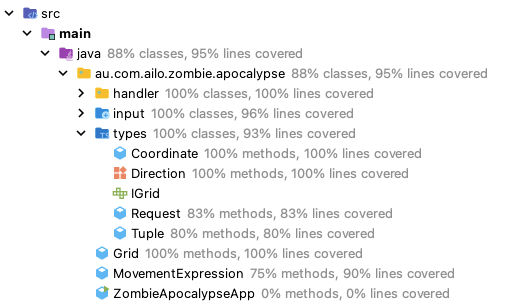 src
main
java 88% classes, 95% lines covered
au.com.ailo.zombie.apocalypse 88% classes, 95% lines covered
handler 100% classes, 100% lines covered
input 100% classes, 96% lines covered
types 100% classes, 93% lines covered
Coordinate 100% methods, 100% lines covered
Direction 100% methods, 100% lines covered
IGrid
Request 83% methods, 83% lines covered
Tuple 80% methods, 80% lines covered
Grid 100% methods, 100% lines covered
MovementExpression 75% methods, 90% lines covered
ZombieApocalypseApp 0% methods, 0% lines covered